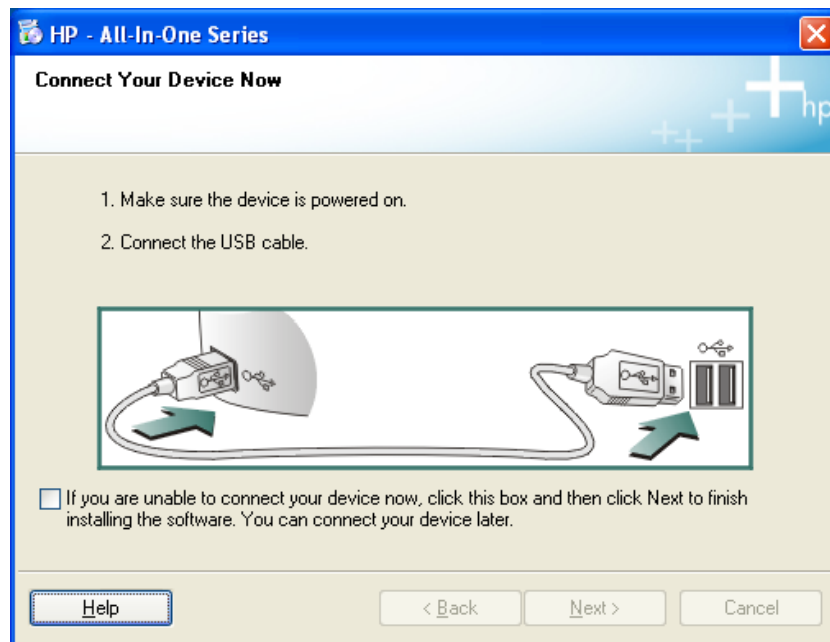 HP - All-In-One Series
Connect Your Device Now
hp
1. Make sure the device is powered on.
2. Connect the USB cable.
If you are unable to connect your device now, click this box and then click Next to finish
installing the software. You can connect your device later.
Help
< Back
Next >
Cancel